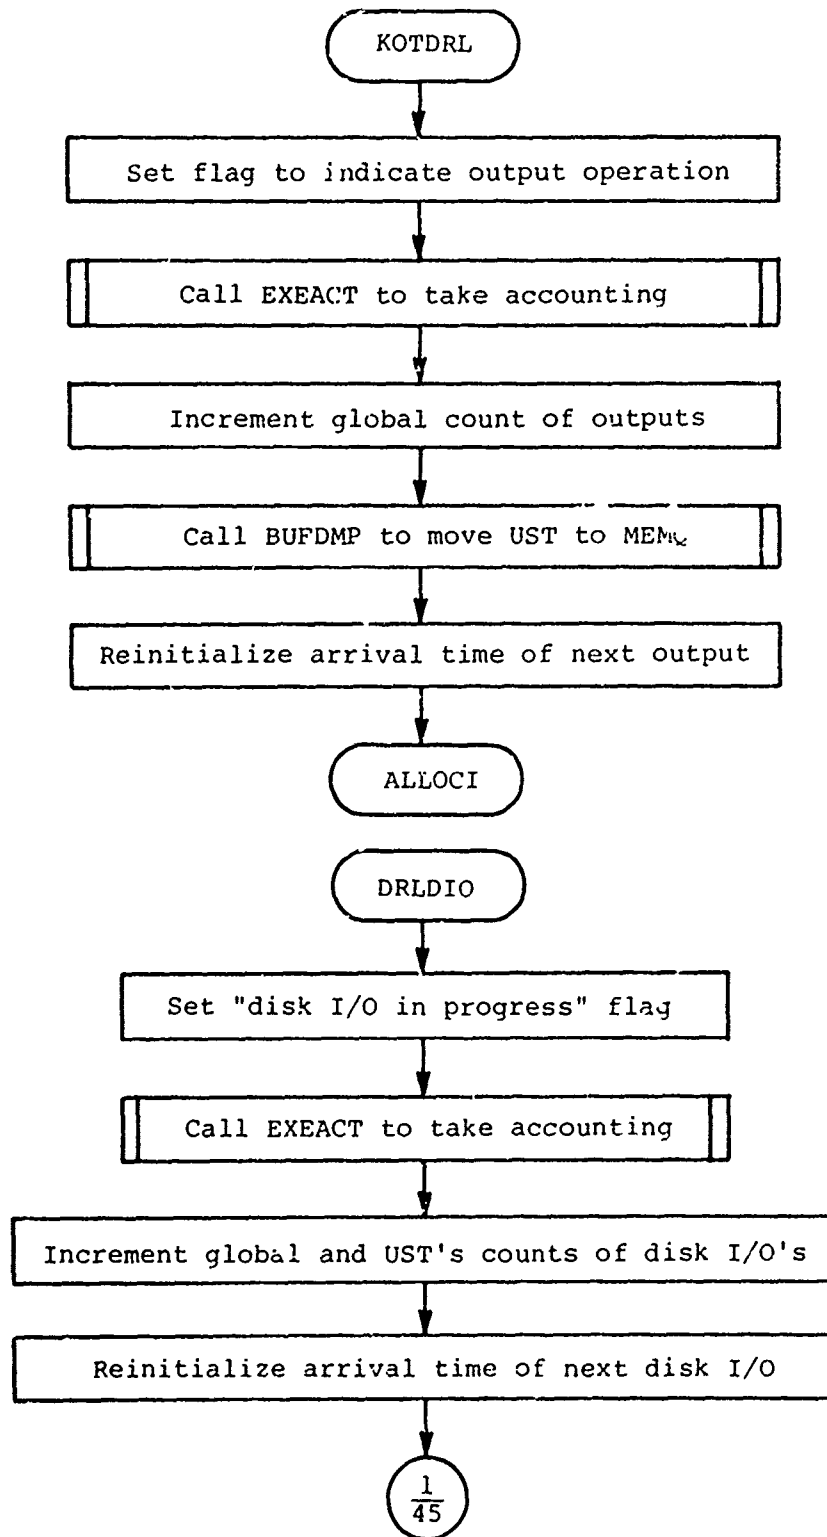 KOTDRL
Set flag to indicate output operation
Call EXEACT to take accounting
Increment global count of outputs
Call BUFDMP to move UST to MEMQ
Reinitialize arrival time of next output
ALLOCI
DRLDIO
Set "disk I/O in progress" flag
Call EXEACT to take accounting
Increment global and UST's counts of disk I/O's
Reinitialize arrival time of next disk I/O
1
45